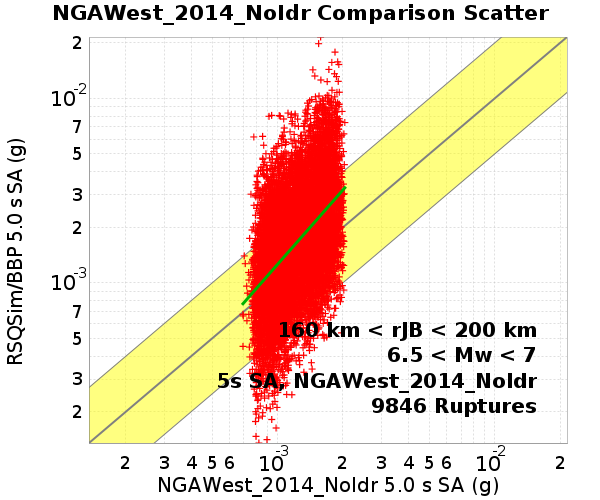 NGAWest_2014_NoIdr Comparison Scatter
2
10-2
7
5
3
2
10-3
7
5
3
2
RSQSim/BBP 5.0 s SA (g)
160 km < rJB < 200 km
6.5 < Mw < 7
5s SA, NGAWest_2014_NoIdr
9846 Ruptures
2 3 4 5 6 10-3 2 3 4 5 6 10-2 2
NGAWest_2014_NoIdr 5.0 s SA (g)